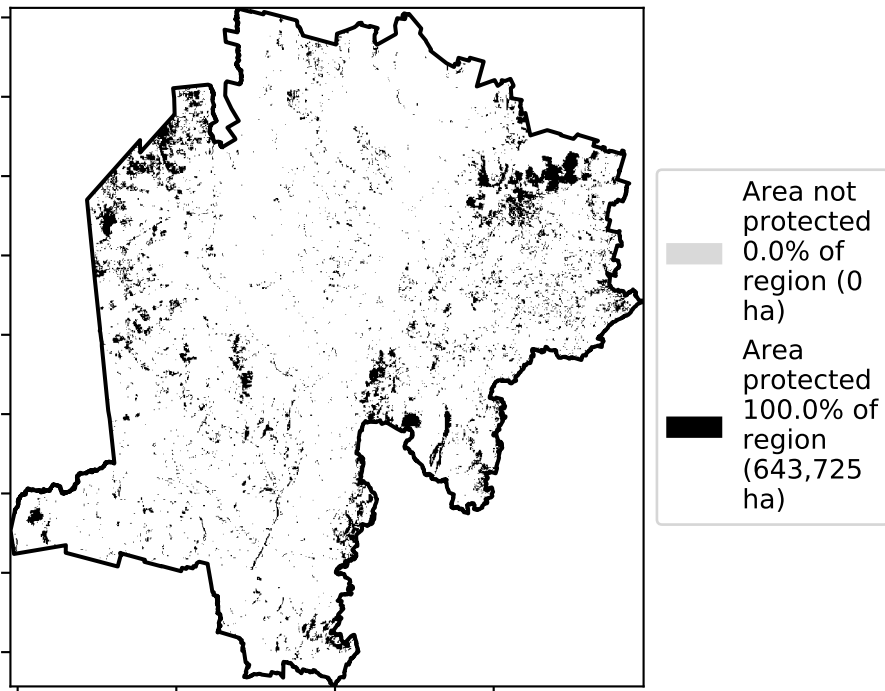 Area not
protected
0.0% of
region (0
ha)
Area
protected
100.0% of
region
(643,725
ha)